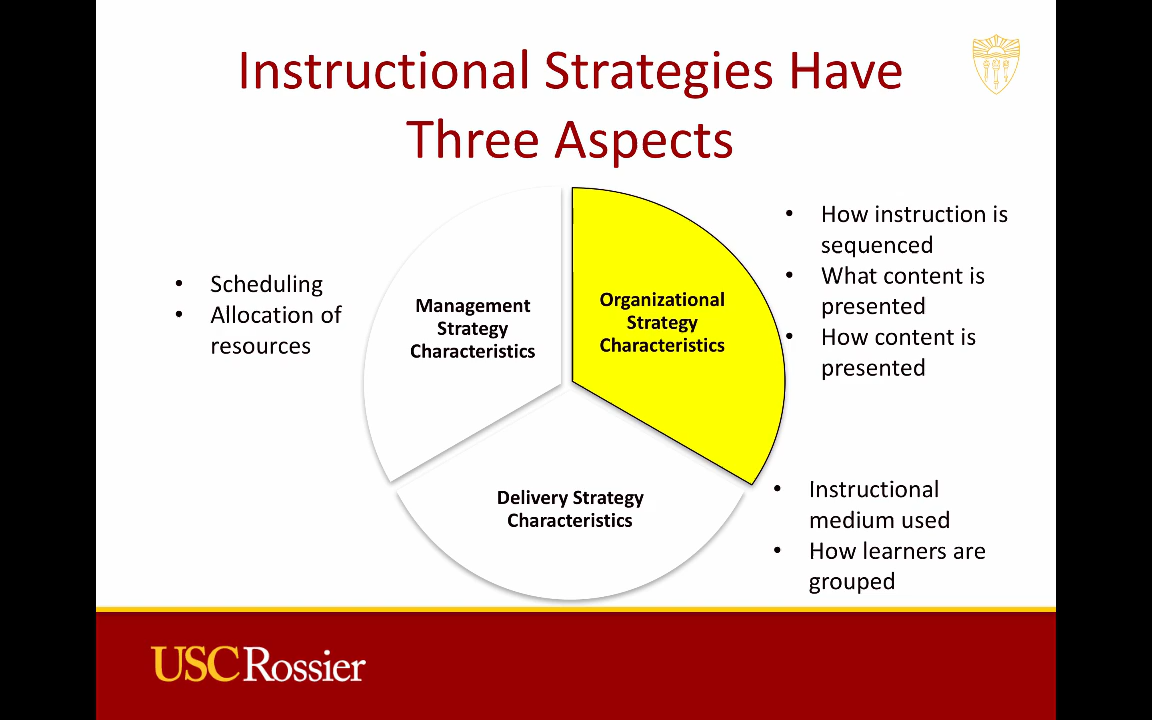 Instructional Strategies Have
Three Aspects
• Scheduling
• Allocation of
resources
Management
Strategy
Characteristics
Organizational
Strategy
Characteristics
• How instruction is
sequenced
• What content is
presented
• How content is
presented
Delivery Strategy
Characteristics
• Instructional
medium used
• How learners are
grouped
USC Rossier